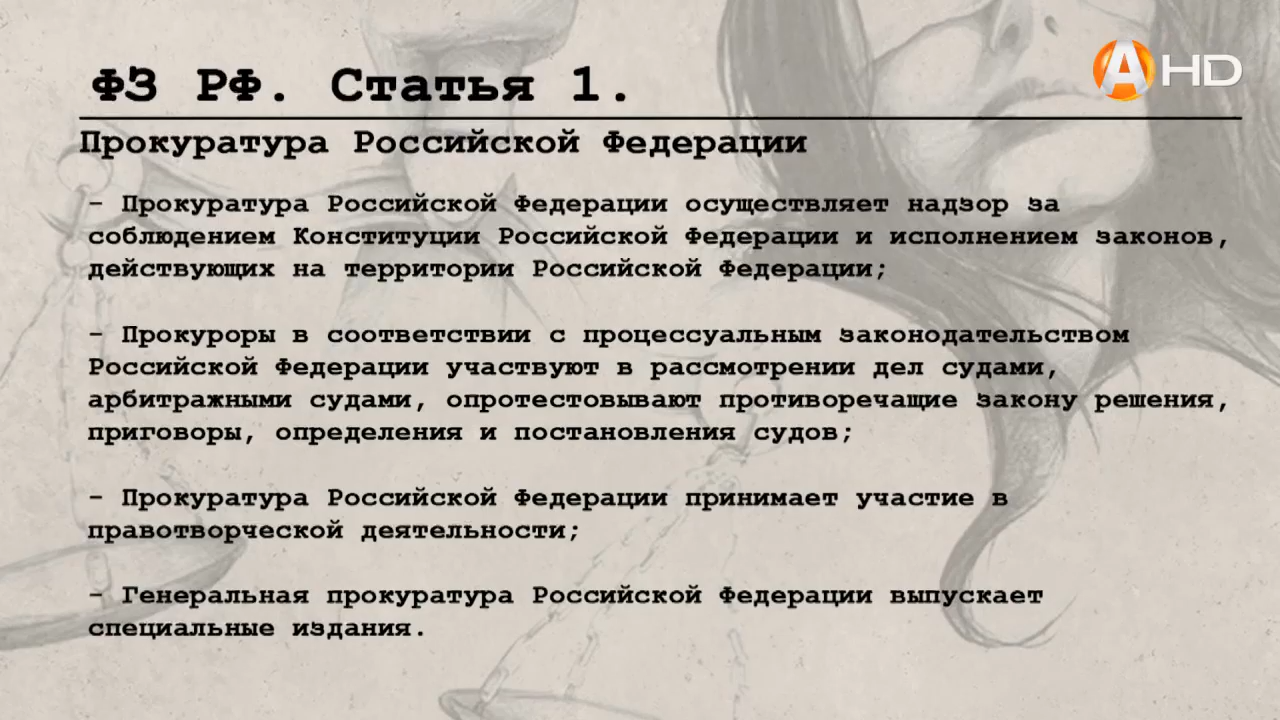 ФЗ РФ. Статья 1.
А HD
Прокуратура Российской Федерации
- Прокуратура Российской Федерации осуществляет надзор за
соблюдением Конституции Российской Федерации и исполнением законов,
действующих на территории Российской Федерации;
- Прокуроры в соответствии с процессуальным законодательством
Российской Федерации участвуют в рассмотрении дел судами,
арбитражными судами, опротестовывают противоречащие закону решения,
приговоры, определения и постановления судов;
- Прокуратура Российской Федерации принимает участие в
правотворческой деятельности;
- Генеральная прокуратура Российской Федерации выпускает
специальные издания.